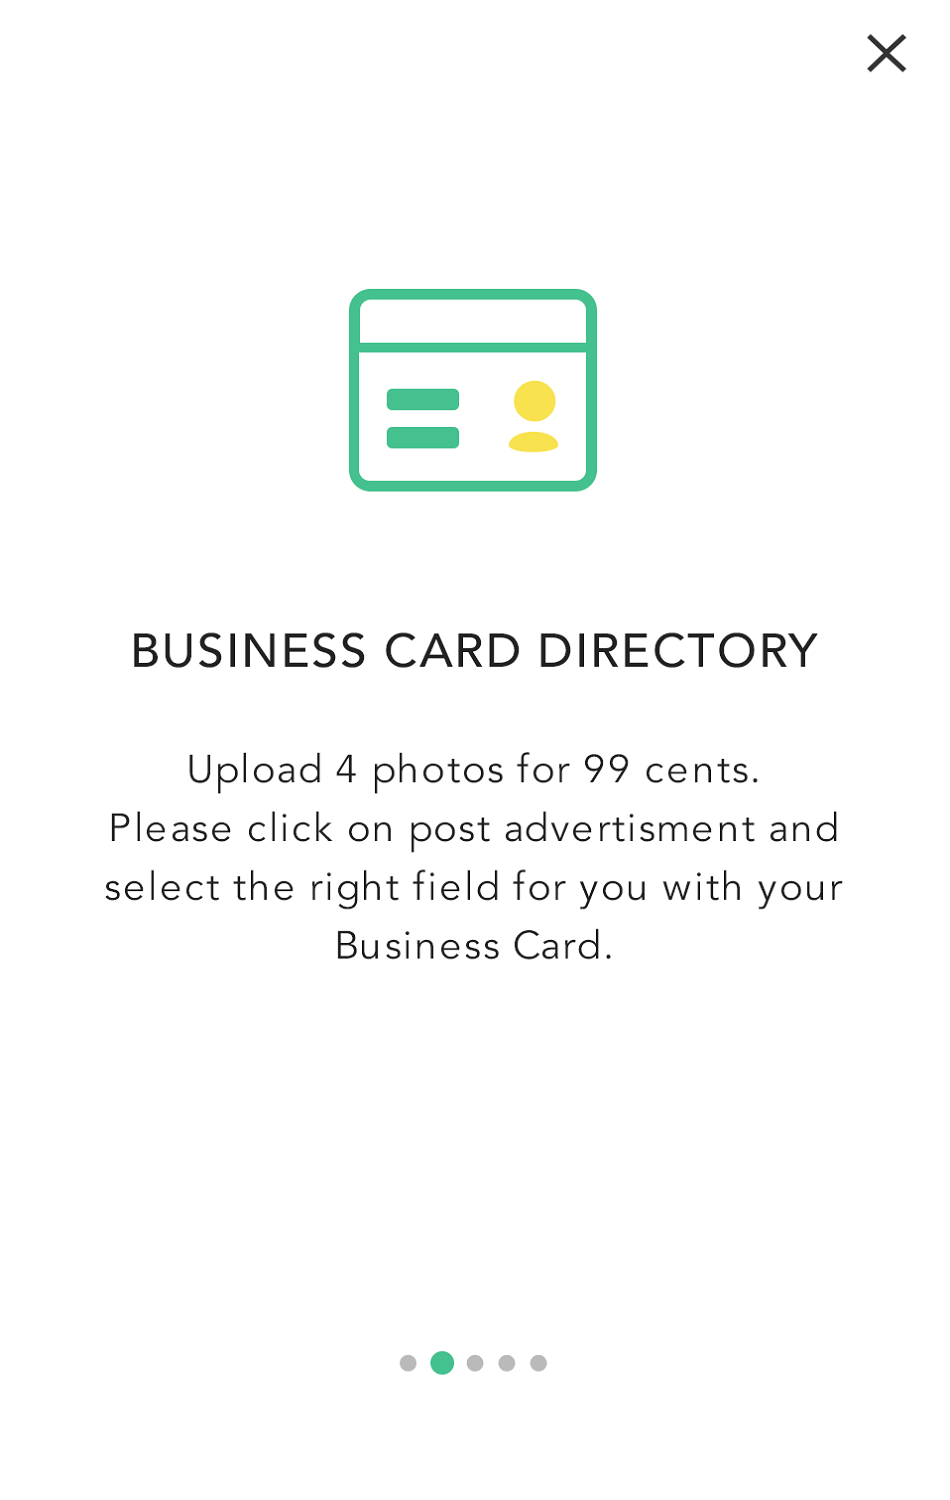 BUSINESS CARD DIRECTORY
Upload 4 photos for 99 cents.
Please click on post advertisment and
select the right field for you with your
Business Card.